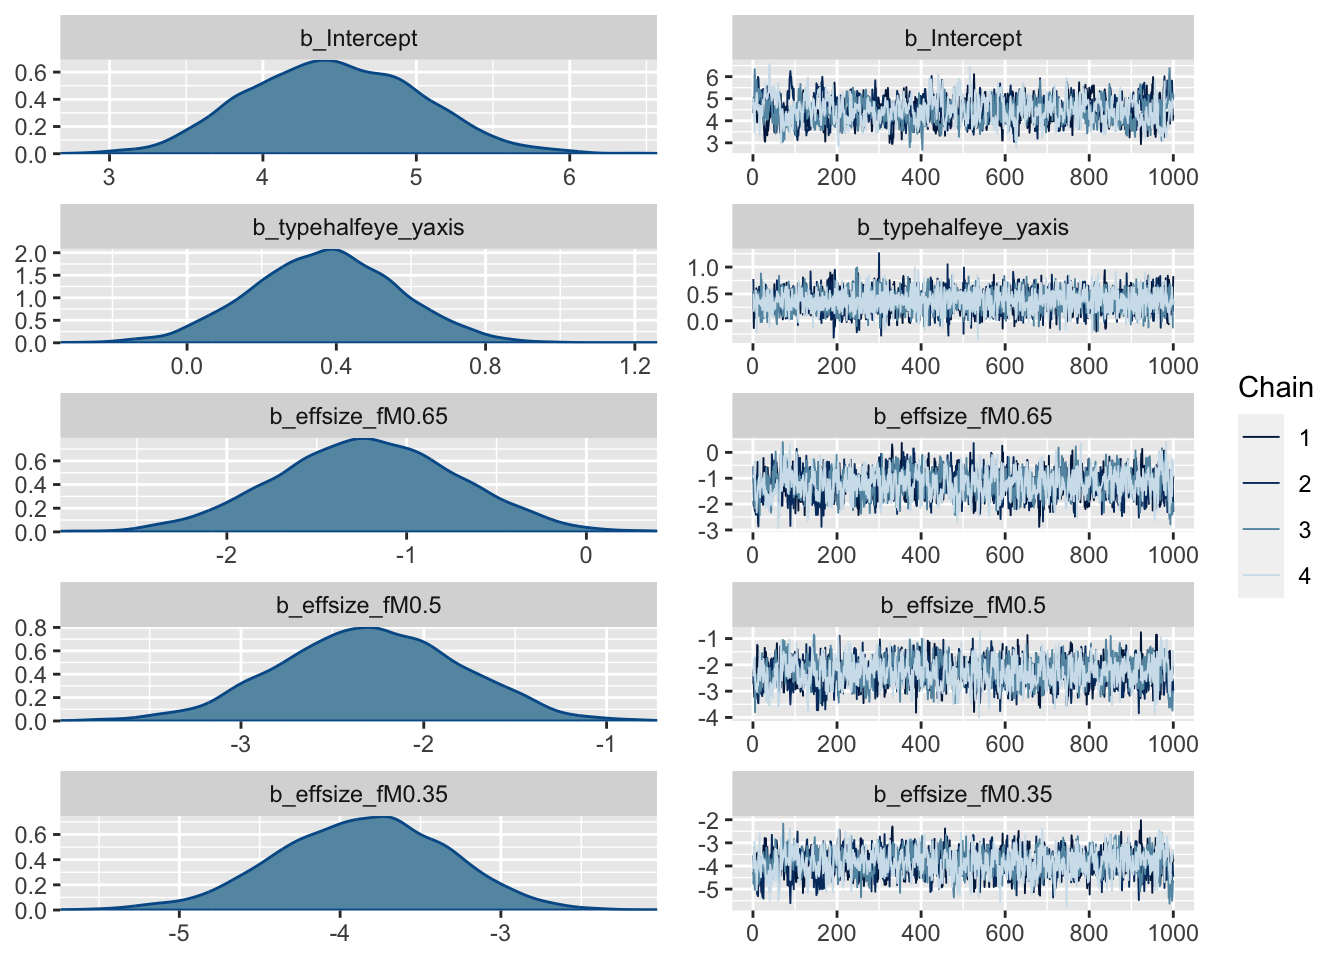 b_Intercept
0.6
0.4
0.2
0.0
3 4 5 6
b_Intercept
6
5
4
3
0 200 400 600 800 1000
b_typehalfeye_yaxis
2.0
1.5
1.0
0.5
0.0
0.0 0.4 0.8 1.2
b_typehalfeye_yaxis
1.0
0.5
0.0
0 200 400 600 800 1000
b_effsize_fM0.65
0.6
0.4
0.2
0.0
-2 -1 0
b_effsize_fM0.65
0
-1
-2
-3
0 200 400 600 800 1000
b_effsize_fM0.5
0.8
0.6
0.4
0.2
0.0
-3 -2 -1
b_effsize_fM0.5
-1
-2
-3
-4
0 200 400 600 800 1000
b_effsize_fM0.35
0.6
0.4
0.2
0.0
-5 -4 -3
b_effsize_fM0.35
-2
-3
-4
-5
0 200 400 600 800 1000
Chain
1
2
3
4